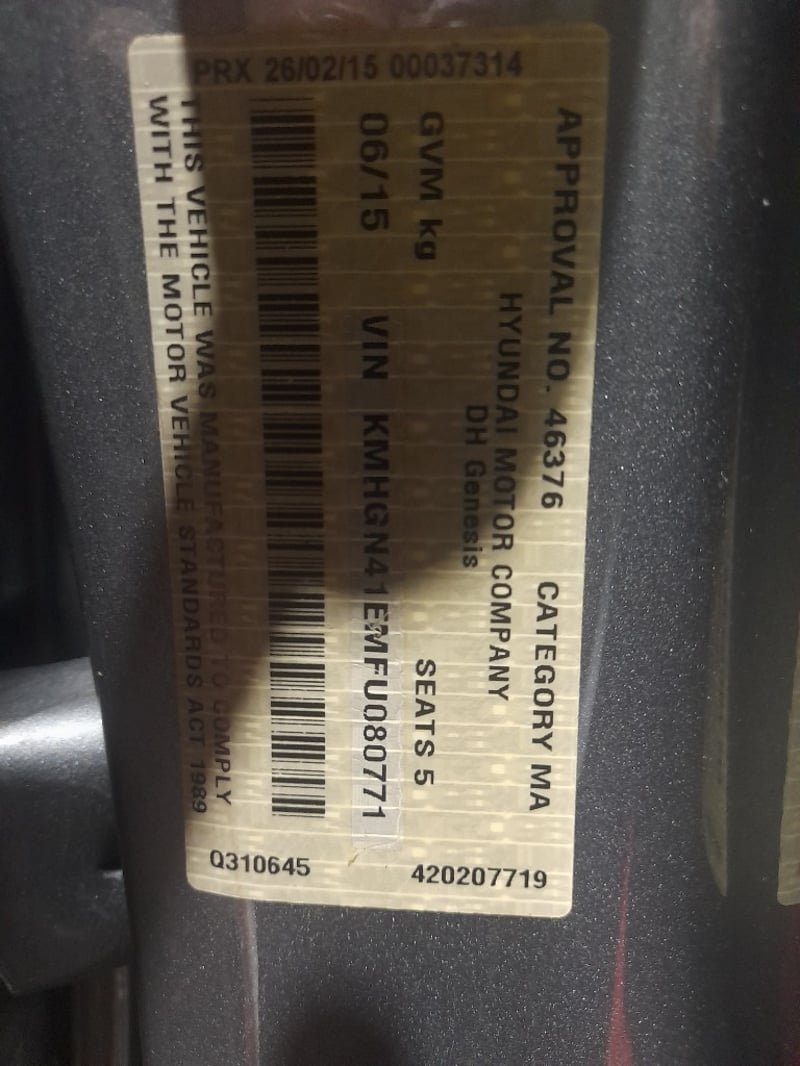 APPROVAL NO. 46376 CATEGORY MA
HYUNDAI MOTOR COMPANY
DH Genesis
GVM kg SEATS 5
06/15 VIN KMHGN41EMFU080771
THIS VEHICLE WAS MANUFACTURED TO COMPLY
WITH THE MOTOR VEHICLE STANDARDS ACT 1989
PRX 26/02/15 00037314
420207719
Q310645